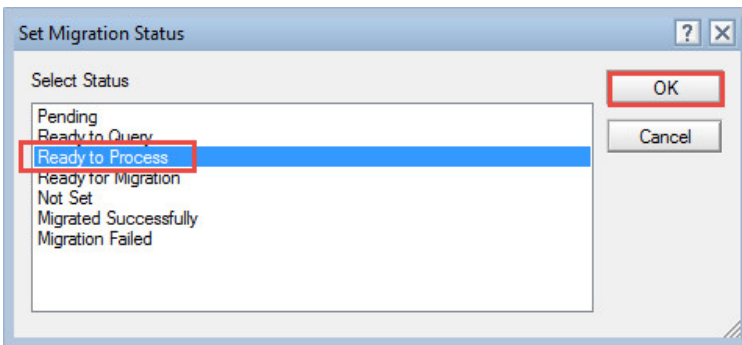 Set Migration Status
Select Status
OK
Pending
Ready to Query
Cancel
Ready to Process
Ready for Migration
Not Set
Migrated Successfully
Migration Failed